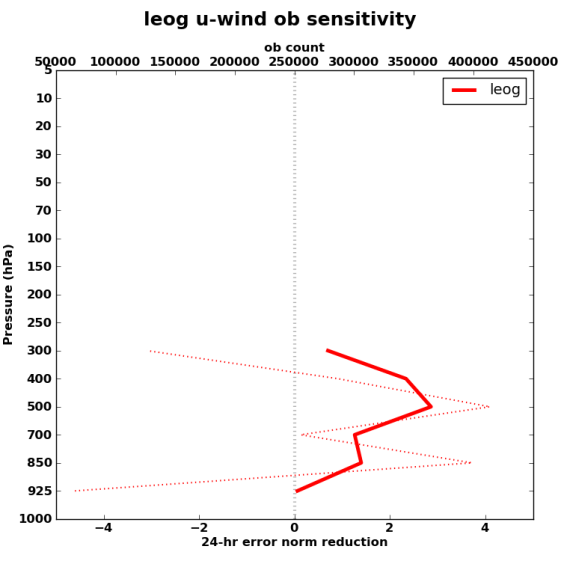 leog u-wind ob sensitivity
ob count
50000 100000 150000 200000 250000 300000 350000 400000 450000
leog
5
10
20
30
50
70
100
150
200
250
300
400
500
700
850
925
1000
Pressure (hPa)
−4 −2 0 2 4
24-hr error norm reduction